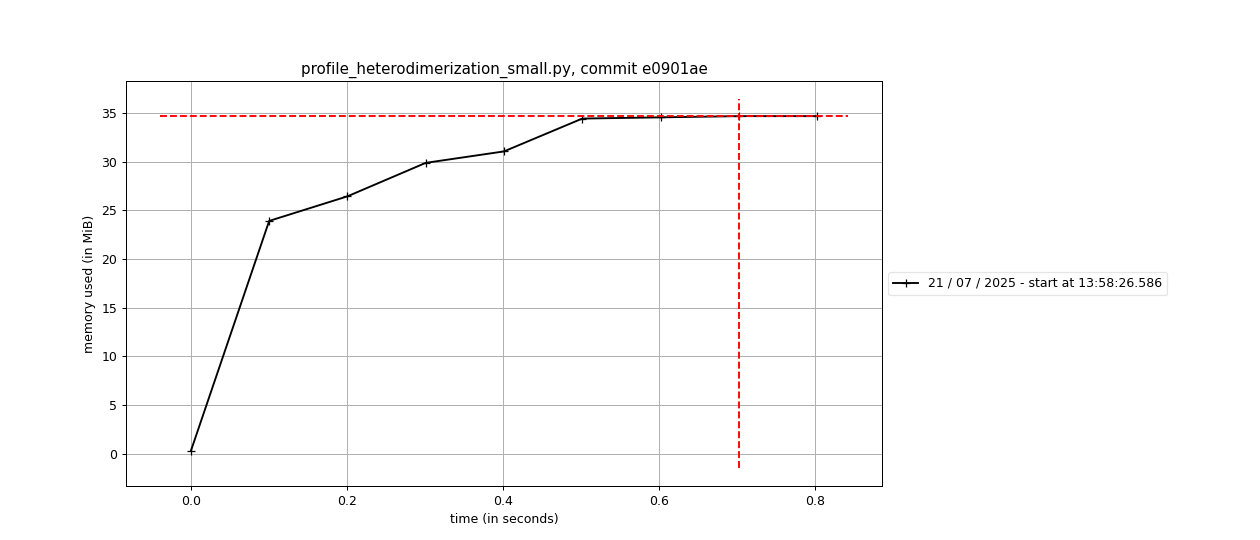 profile_heterodimerization_small.py, commit e0901ae
35
30
25
20
15
10
5
0
memory used (in MiB)
0.0 0.2 0.4 0.6 0.8
time (in seconds)
21 / 07 / 2025 - start at 13:58:26.586